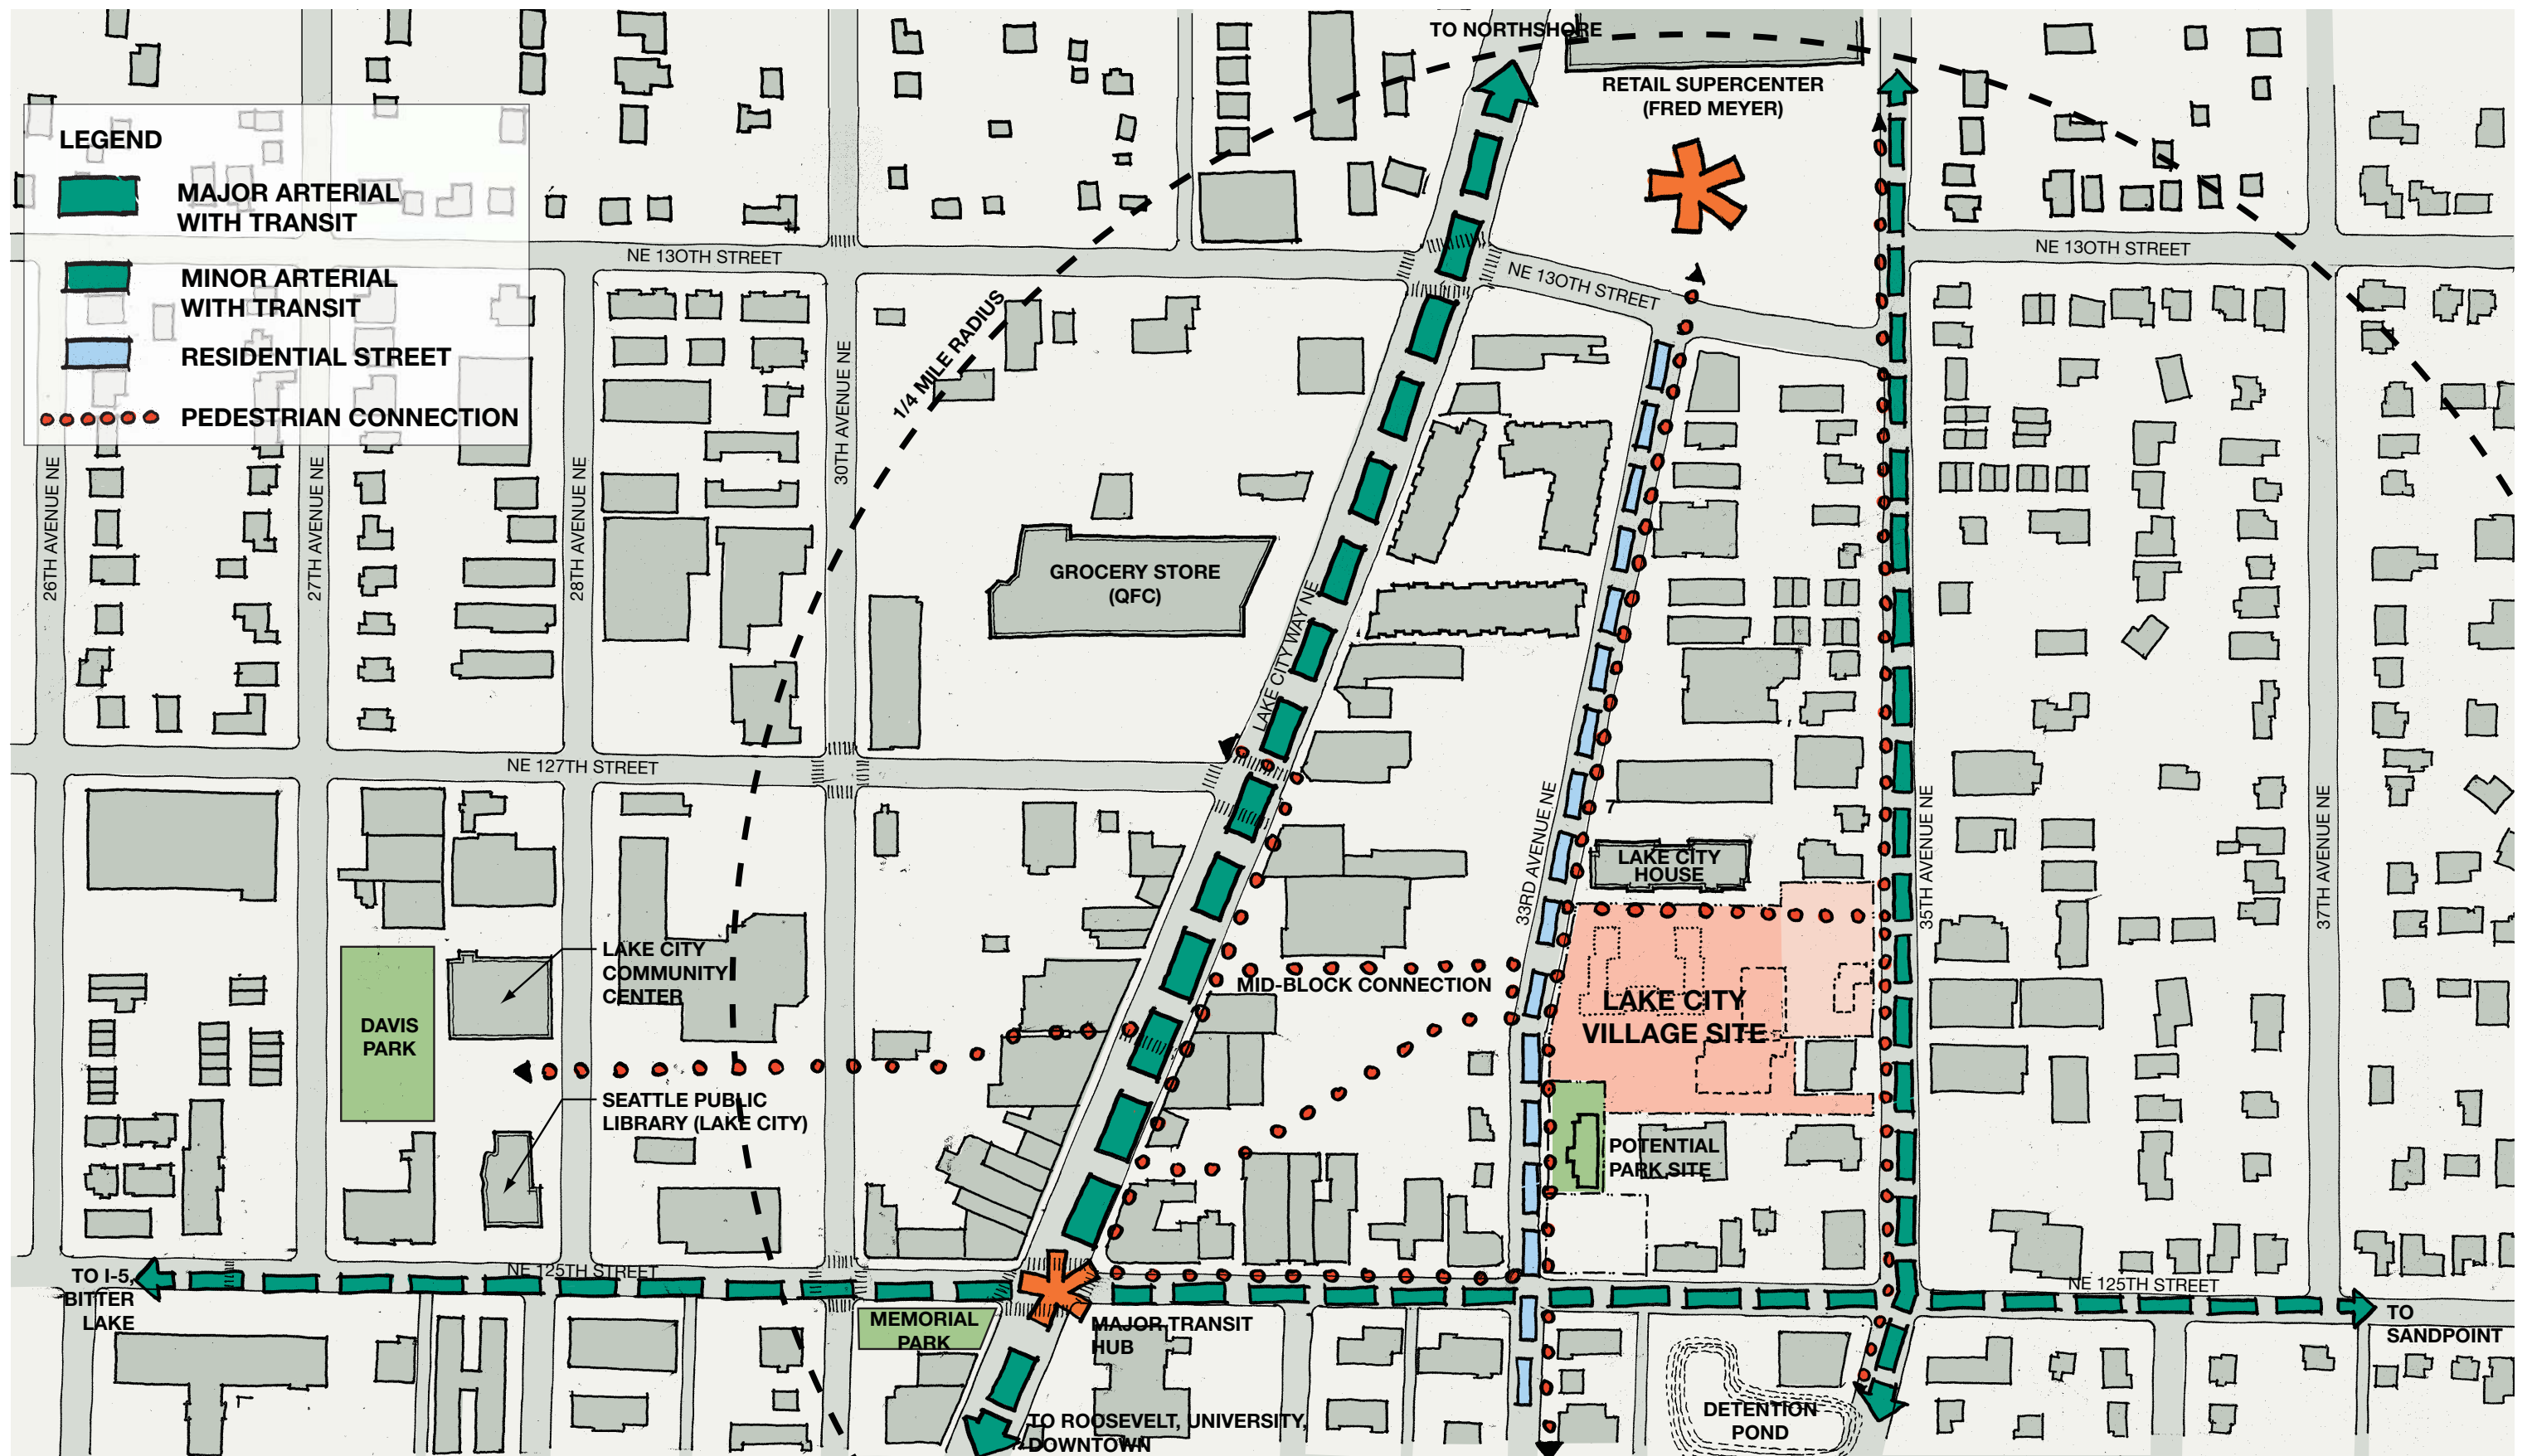 TO NORTHSHORE
RETAIL SUPERCENTER
(FRED MEYER)
LEGEND
MAJOR ARTERIAL
WITH TRANSIT
MINOR ARTERIAL
WITH TRANSIT
RESIDENTIAL STREET
PEDESTRIAN CONNECTION
NE 130TH STREET
NE 130TH STREET
NE 130TH STREET
1/4 MILE RADIUS
26TH AVENUE NE
27TH AVENUE NE
28TH AVENUE NE
30TH AVENUE NE
GROCERY STORE
(QFC)
LAKE CITY WAY NE
NE 127TH STREET
33RD AVENUE NE
35TH AVENUE NE
37TH AVENUE NE
LAKE CITY
HOUSE
LAKE CITY
COMMUNITY
CENTER
MID-BLOCK CONNECTION
LAKE CITY
VILLAGE SITE
DAVIS
PARK
SEATTLE PUBLIC
LIBRARY (LAKE CITY)
POTENTIAL
PARK SITE
NE 125TH STREET
NE 125TH STREET
TO I-5,
BITTER
LAKE
MEMORIAL
PARK
MAJOR TRANSIT
HUB
TO
SANDPOINT
TO ROOSEVELT, UNIVERSITY,
DOWNTOWN
DETENTION
POND